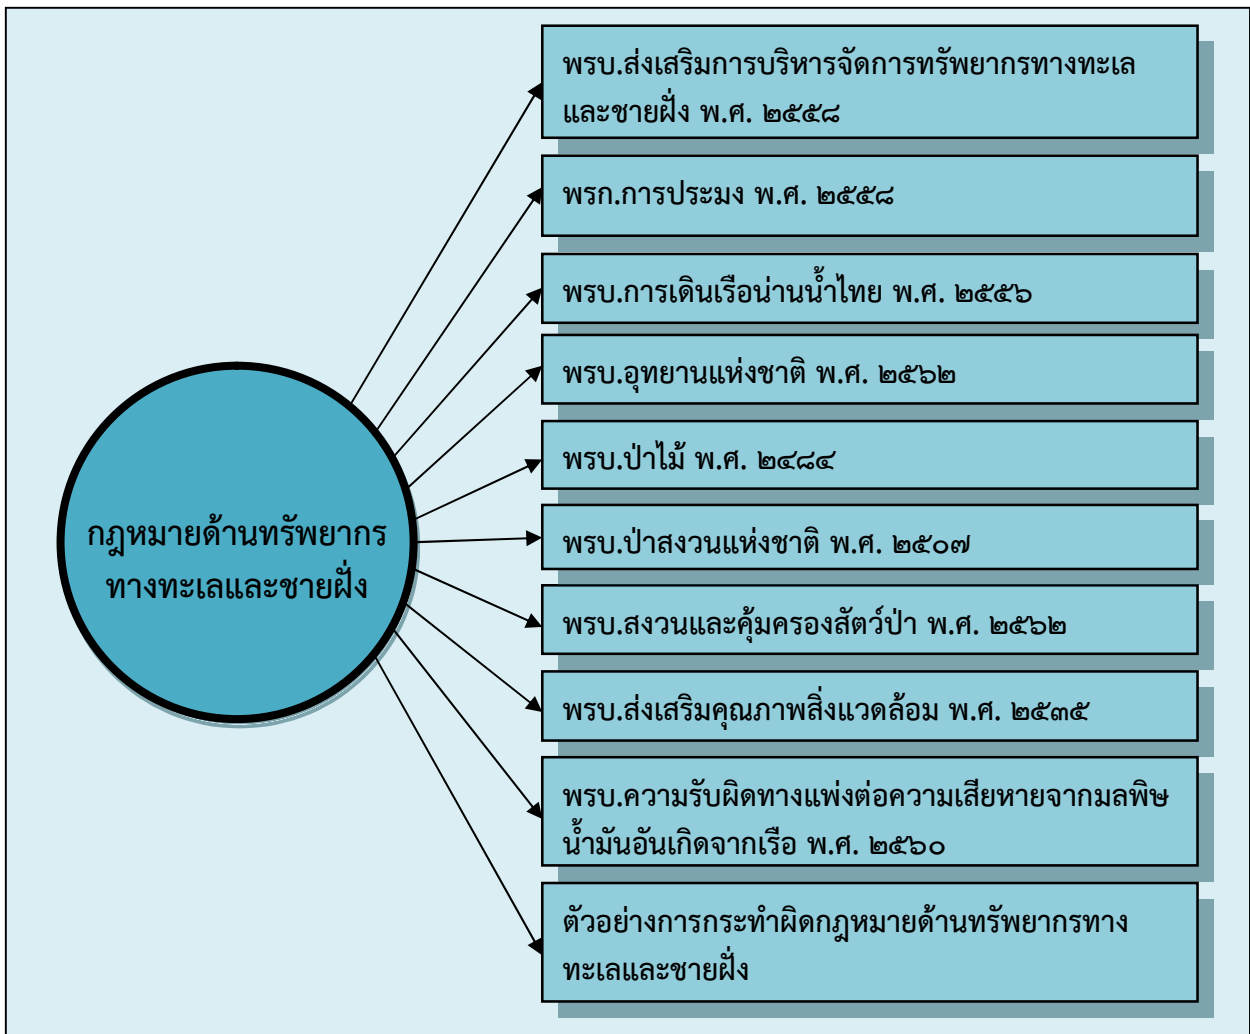 พรบ.ส่งเสริมการบริหารจัดการทรัพยากรทางทะเล
และชายฝั่ง พ.ศ. ๒๕๕๘
พรก.การประมง พ.ศ. ๒๕๕๘
พรบ.การเดินเรือน่านน้ำไทย พ.ศ. ๒๕๕๖
พรบ.อุทยานแห่งชาติ พ.ศ. ๒๕๖๒
พรบ.ป่าไม้ พ.ศ. ๒๔๘๔
กฎหมายด้านทรัพยากร
ทางทะเลและชายฝั่ง
พรบ.ป่าสงวนแห่งชาติ พ.ศ. ๒๕๐๗
พรบ.สงวนและคุ้มครองสัตว์ป่า พ.ศ. ๒๕๖๒
พรบ.ส่งเสริมคุณภาพสิ่งแวดล้อม พ.ศ. ๒๕๓๕
พรบ.ความรับผิดทางแพ่งต่อความเสียหายจากมลพิษ
น้ำมันอันเกิดจากเรือ พ.ศ. ๒๕๖๐
ตัวอย่างการกระทำผิดกฎหมายด้านทรัพยากรทาง
ทะเลและชายฝั่ง